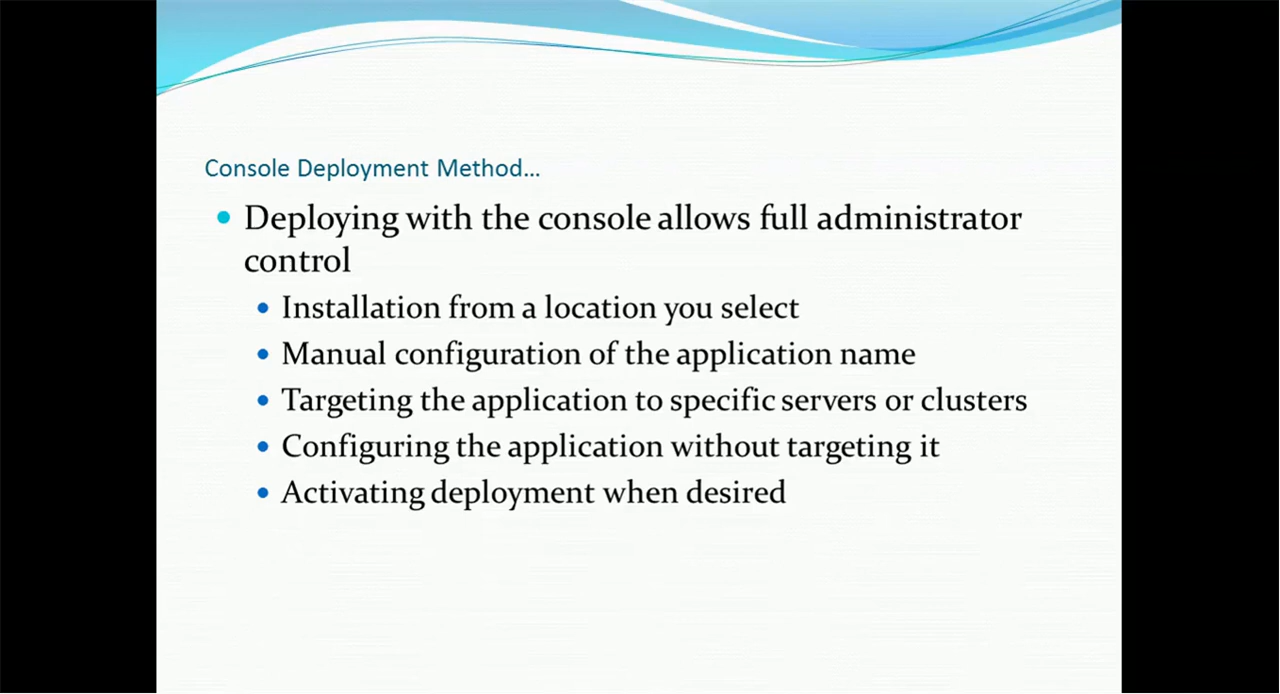 Console Deployment Method...
Deploying with the console allows full administrator
control
Installation from a location you select
Manual configuration of the application name
Targeting the application to specific servers or clusters
Configuring the application without targeting it
Activating deployment when desired